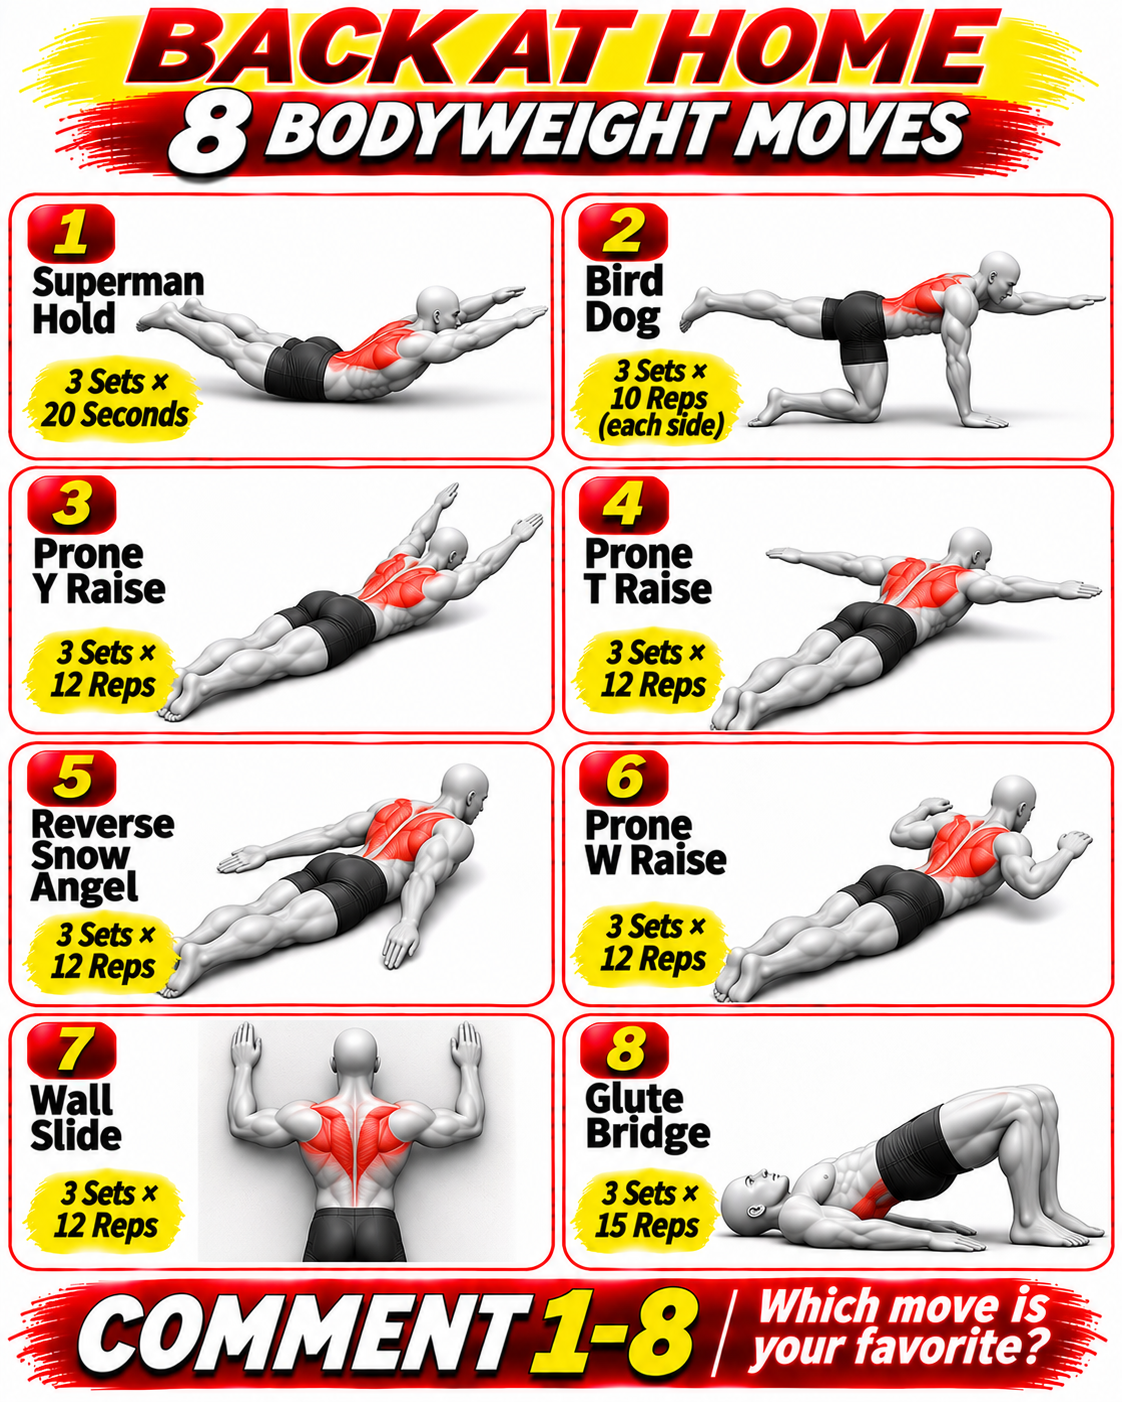 BACK AT HOME
8 BODYWEIGHT MOVES
1
Superman
Hold
3 Sets ×
20 Seconds
2
Bird
Dog
3 Sets ×
10 Reps
(each side)
3
Prone
Y Raise
3 Sets ×
12 Reps
4
Prone
T Raise
3 Sets ×
12 Reps
5
Reverse
Snow
Angel
3 Sets ×
12 Reps
6
Prone
W Raise
3 Sets ×
12 Reps
7
Wall
Slide
3 Sets ×
12 Reps
8
Glute
Bridge
3 Sets ×
15 Reps
COMMENT 1-8
Which move is
your favorite?